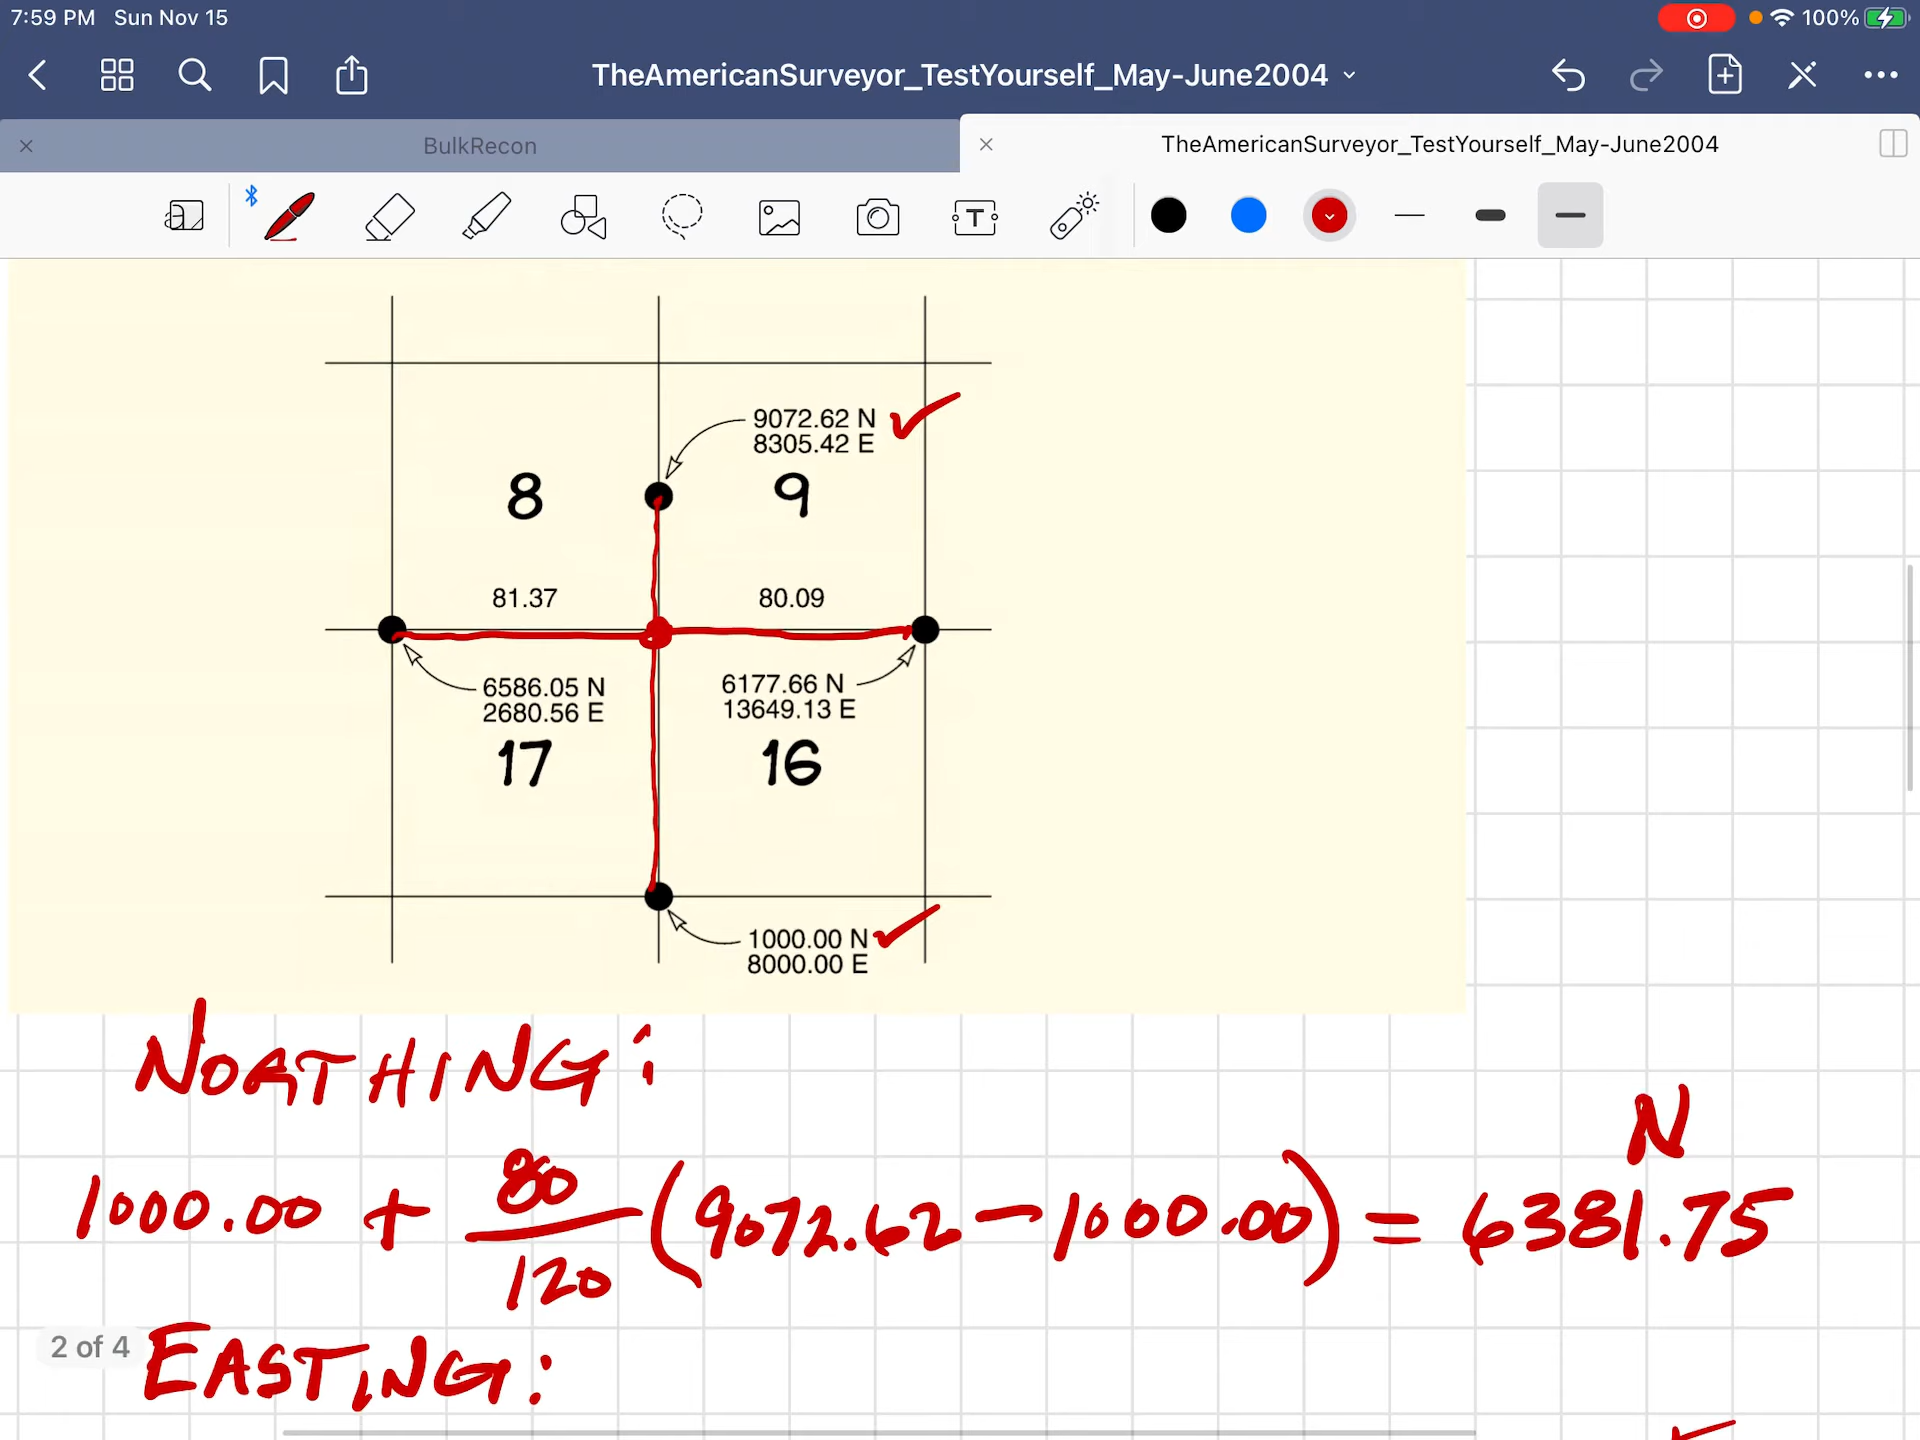 7:59 PM Sun Nov 15
100%
TheAmericanSurveyor_TestYourself_May-June2004
BulkRecon
TheAmericanSurveyor_TestYourself_May-June2004
a
T
9072.62 N
8305.42 E
8
9
81.37
80.09
6586.05 N
2680.56 E
6177.66 N
13649.13 E
17
16
1000.00 N
8000.00 E
NORTHING:
N
1000.00 + 80/120 (9072.62 - 1000.00) = 6381.75
2 of 4
EASTING: